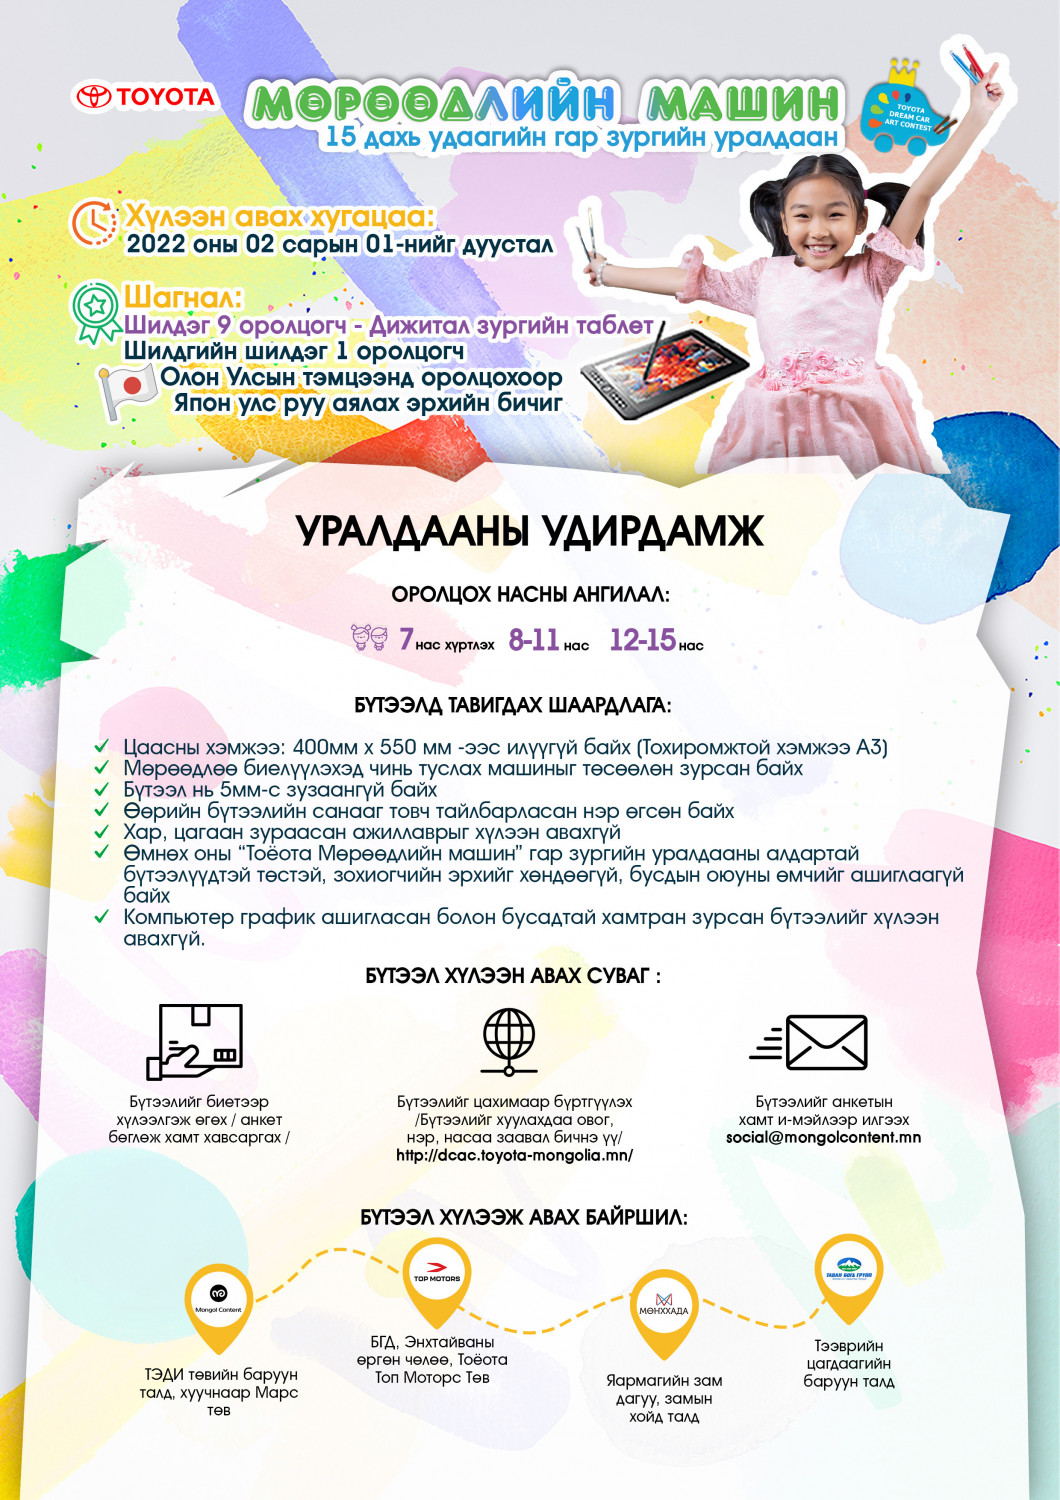 TOYOTA
МӨРӨӨДЛИЙН МАШИН
15 дахь удаагийн гар зургийн уралдаан
TOYOTA
DREAM CAR
ART CONTEST
Хүлээн авах хугацаа:
2022 оны 02 сарын 01-нийг дуустал
Шагнал:
Шилдэг 9 оролцогч - Дижитал зургийн таблет
Шилдгийн шилдэг 1 оролцогч
Олон Улсын тэмцээнд оролцохоор
Япон улс руу аялах эрхийн бичиг
УРАЛДААНЫ УДИРДАМЖ
ОРОЛЦОХ НАСНЫ АНГИЛАЛ:
7 нас хүртлэх 8-11 нас 12-15 нас
БҮТЭЭЛД ТАВИГДАХ ШААРДЛАГА:
Цаасны хэмжээ: 400мм х 550 мм -ээс илүүгүй байх (Тохиромжтой хэмжээ А3)
Мөрөөдлөө биелүүлэхэд чинь туслах машиныг төсөөлөн зурсан байх
Бүтээл нь 5мм-с зузаангүй байх
Өөрийн бүтээлийн санааг товч тайлбарласан нэр өгсөн байх
Хар, цагаан зураасан ажиллаврыг хүлээн авахгүй
Өмнөх оны “Тоёота Мөрөөдлийн машин” гар зургийн уралдааны алдартай
бүтээлүүдтэй төстэй, зохиогчийн эрхийг хөндөөгүй, бусдын оюуны өмчийг ашиглаагүй
байх
Компьютер график ашигласан болон бусадтай хамтран зурсан бүтээлийг хүлээн
авахгүй.
БҮТЭЭЛ ХҮЛЭЭН АВАХ СУВАГ :
Бүтээлийг биетээр
хүлээлгэж өгөх / анкет
бөглөж хамт хавсаргах /
Бүтээлийг цахимаар бүртгүүлэх
/Бүтээлийг хуулахдаа овог,
нэр, насаа заавал бичнэ үү/
http://dcac.toyota-mongolia.mn/
Бүтээлийг анкетын
хамт и-мэйлээр илгээх
social@mongolcontent.mn
БҮТЭЭЛ ХҮЛЭЭЖ АВАХ БАЙРШИЛ:
Mongol Content
ТЭДИ төвийн баруун
талд, хуучнаар Марс
төв
TOP MOTORS
БГД, Энхтайваны
өргөн чөлөө, Тоёота
Топ Моторс Төв
МӨНХХАДА
Яармагийн зам
дагуу, замын
хойд талд
ТАВАН БОГД ГРУПП
Тээврийн
цагдаагийн
баруун талд